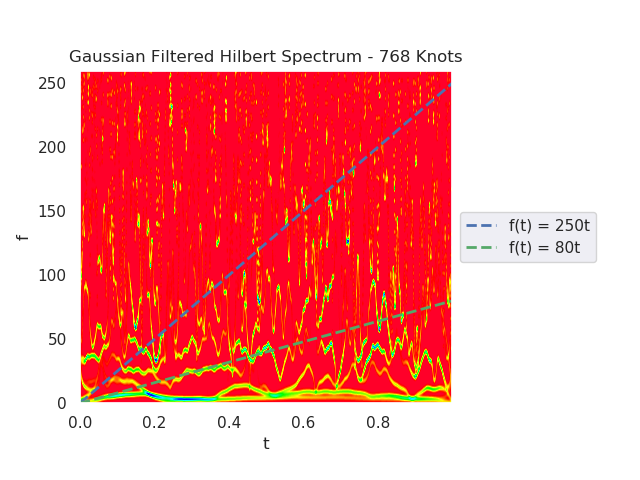 Gaussian Filtered Hilbert Spectrum - 768 Knots
f
250
200
150
100
50
0
0.0 0.2 0.4 0.6 0.8
t
f(t) = 250t
f(t) = 80t